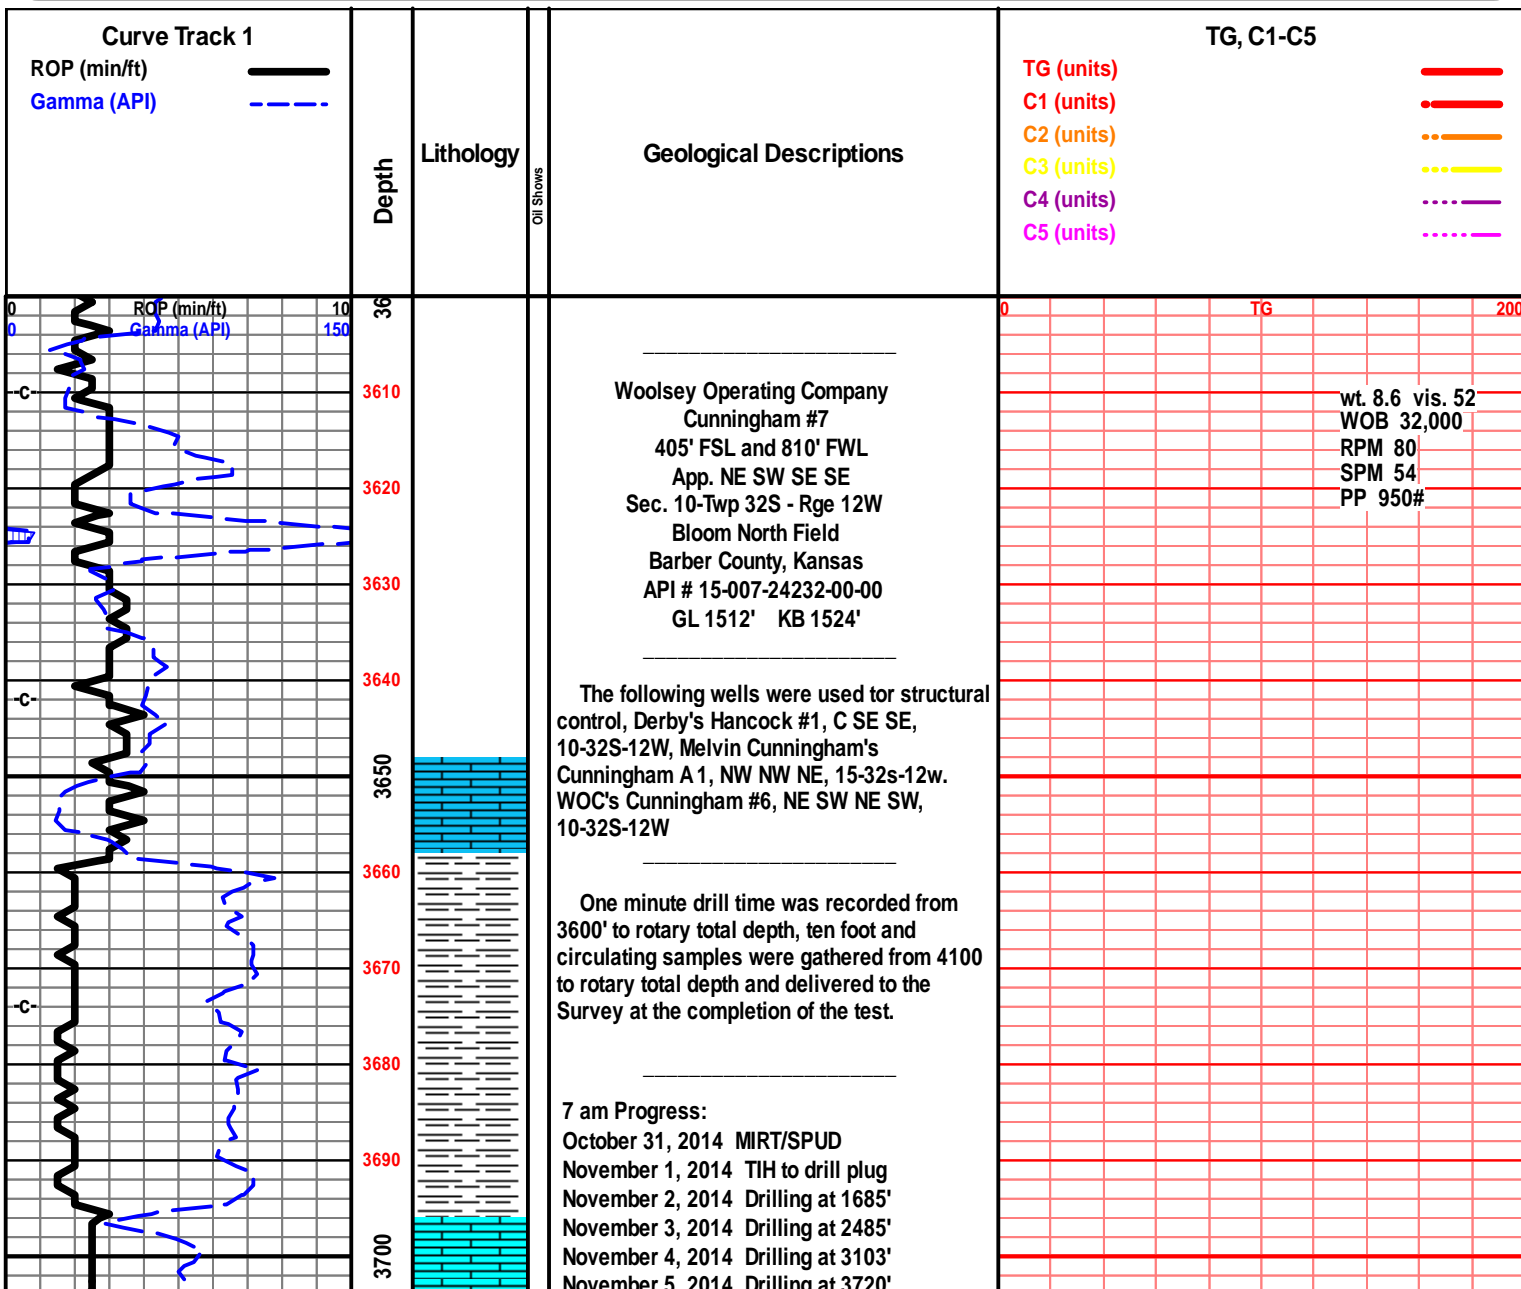 Curve Track 1
ROP (min/ft)
Gamma (API)
Depth
Lithology
Oil Shows
Geological Descriptions
TG, C1-C5
TG (units)
C1 (units)
C2 (units)
C3 (units)
C4 (units)
C5 (units)
0 ROP (min/ft) 10
0 Gamma (API) 150
0 TG 200
-C-
-C-
-C-
36
3610
3620
3630
3640
3650
3660
3670
3680
3690
3700
Woolsey Operating Company
Cunningham #7
405' FSL and 810' FWL
App. NE SW SE SE
Sec. 10-Twp 32S - Rge 12W
Bloom North Field
Barber County, Kansas
API # 15-007-24232-00-00
GL 1512' KB 1524'
The following wells were used tor structural
control, Derby's Hancock #1, C SE SE,
10-32S-12W, Melvin Cunningham's
Cunningham A 1, NW NW NE, 15-32s-12w.
WOC's Cunningham #6, NE SW NE SW,
10-32S-12W
One minute drill time was recorded from
3600' to rotary total depth, ten foot and
circulating samples were gathered from 4100
to rotary total depth and delivered to the
Survey at the completion of the test.
7 am Progress:
October 31, 2014 MIRT/SPUD
November 1, 2014 TIH to drill plug
November 2, 2014 Drilling at 1685'
November 3, 2014 Drilling at 2485'
November 4, 2014 Drilling at 3103'
November 5, 2014 Drilling at 3720'
wt. 8.6 vis. 52
WOB 32,000
RPM 80
SPM 54
PP 950#